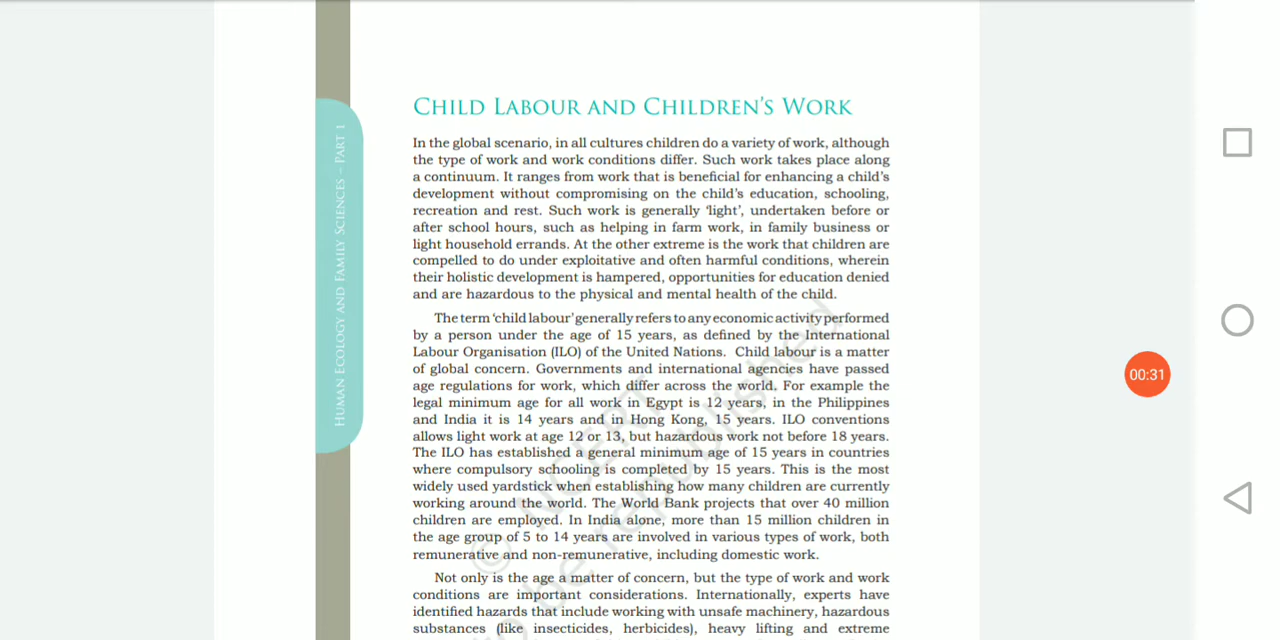 CHILD LABOUR AND CHILDREN'S WORK
In the global scenario, in all cultures children do a variety of work, although
the type of work and work conditions differ. Such work takes place along
a continuum. It ranges from work that is beneficial for enhancing a child's
development without compromising on the child's education, schooling,
recreation and rest. Such work is generally 'light', undertaken before or
after school hours, such as helping in farm work, in family business or
light household errands. At the other extreme is the work that children are
compelled to do under exploitative and often harmful conditions, wherein
their holistic development is hampered, opportunities for education denied
and are hazardous to the physical and mental health of the child.
The term 'child labour' generally refers to any economic activity performed
by a person under the age of 15 years, as defined by the International
Labour Organisation (ILO) of the United Nations. Child labour is a matter
of global concern. Governments and international agencies have passed
age regulations for work, which differ across the world. For example the
legal minimum age for all work in Egypt is 12 years, in the Philippines
and India it is 14 years and in Hong Kong, 15 years. ILO conventions
allows light work at age 12 or 13, but hazardous work not before 18 years.
The ILO has established a general minimum age of 15 years in countries
where compulsory schooling is completed by 15 years. This is the most
widely used yardstick when establishing how many children are currently
working around the world. The World Bank projects that over 40 million
children are employed. In India alone, more than 15 million children in
the age group of 5 to 14 years are involved in various types of work, both
remunerative and non-remunerative, including domestic work.
Not only is the age a matter of concern, but the type of work and work
conditions are important considerations. Internationally, experts have
identified hazards that include working with unsafe machinery, hazardous
substances (like insecticides, herbicides), heavy lifting and extreme
HUMAN ECOLOGY AND FAMILY SCIENCES – PART 1
© NCERT
to be republished
00:31